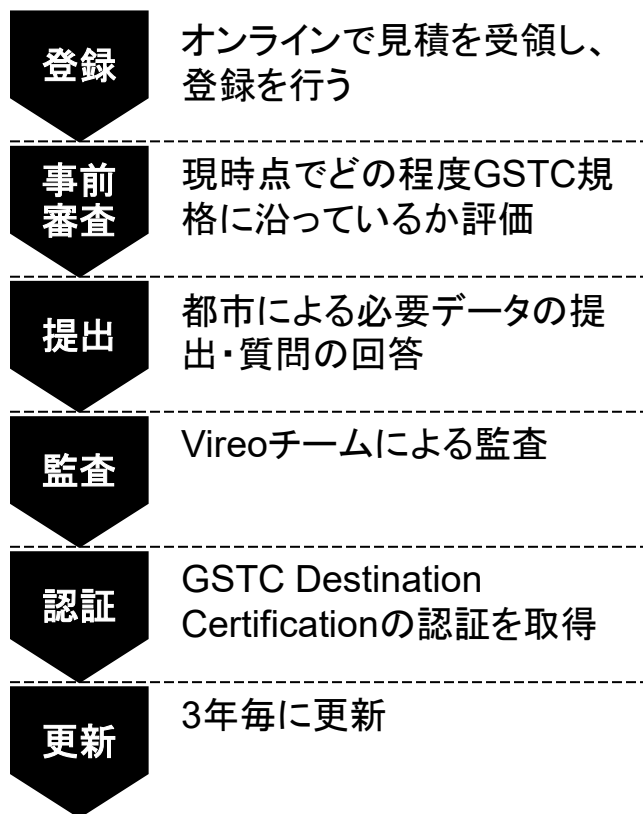 登録
オンラインで見積を受領し、
登録を行う
事前
審査
現時点でどの程度GSTC規
格に沿っているか評価
提出
都市による必要データの提
出・質問の回答
監査
Vireoチームによる監査
認証
GSTC Destination
Certificationの認証を取得
更新
3年毎に更新